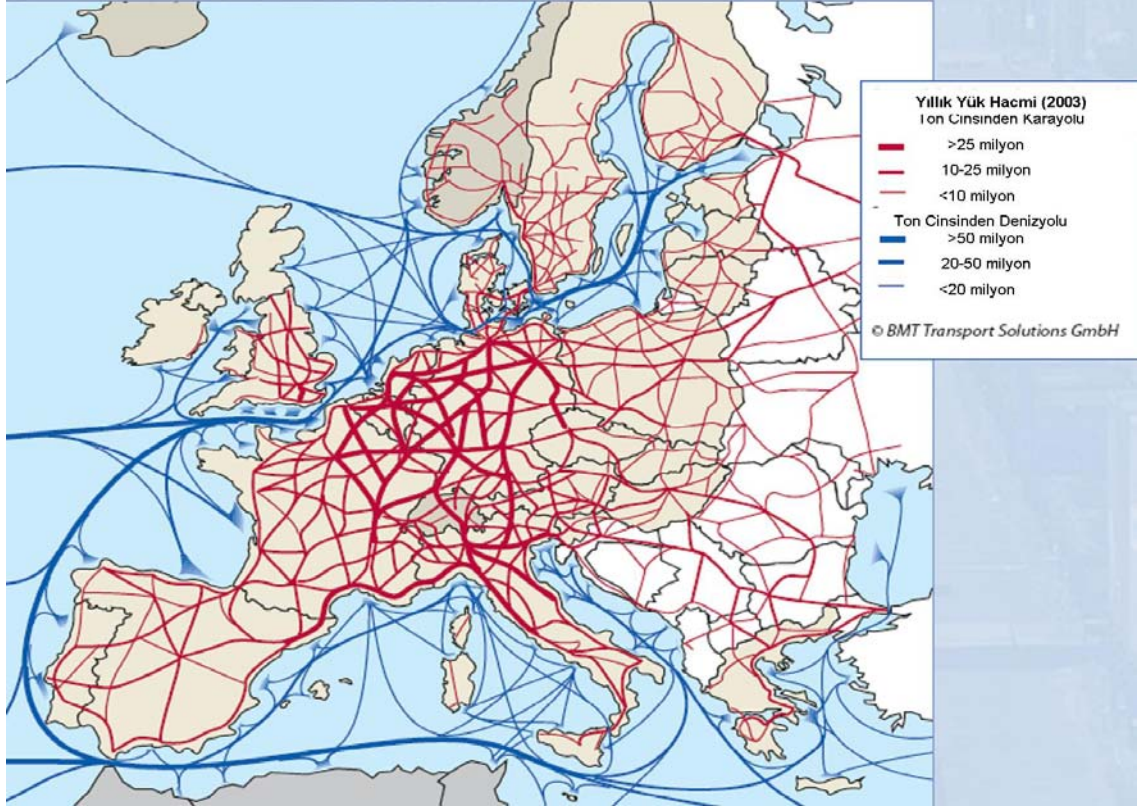 Yıllık Yük Hacmi (2003)
Ton Cinsinden Karayolu
>25 milyon
10-25 milyon
<10 milyon
Ton Cinsinden Denizyolu
>50 milyon
20-50 milyon
<20 milyon
© BMT Transport Solutions GmbH